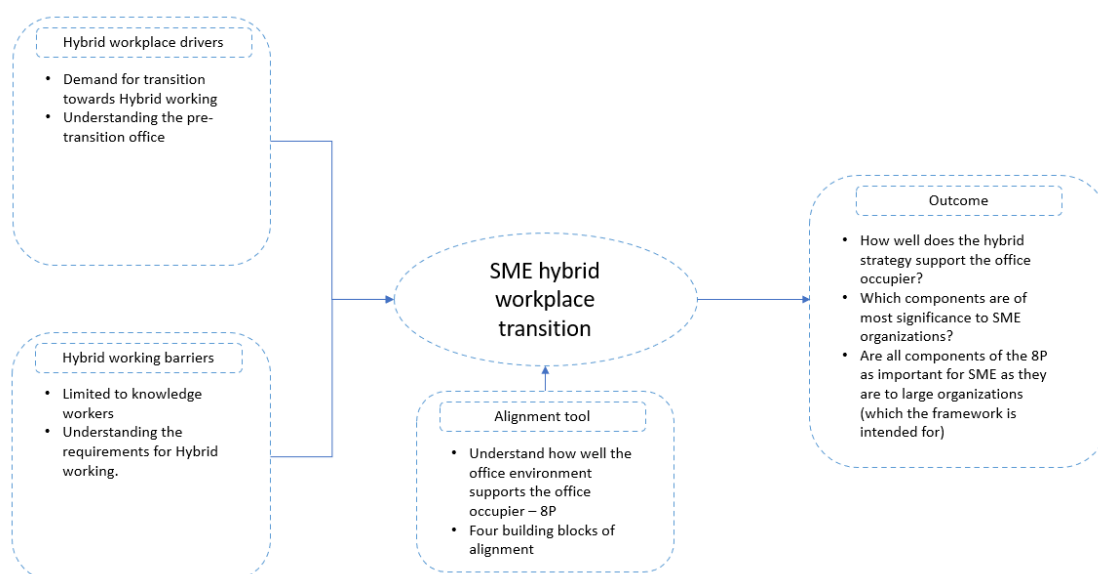 Hybrid workplace drivers
• Demand for transition
towards Hybrid working
• Understanding the pre-
transition office
Hybrid working barriers
• Limited to knowledge
workers
• Understanding the
requirements for Hybrid
working.
SME hybrid
workplace
transition
Alignment tool
• Understand how well the
office environment
supports the office
occupier – 8P
• Four building blocks of
alignment
Outcome
• How well does the hybrid
strategy support the office
occupier?
• Which components are of
most significance to SME
organizations?
• Are all components of the 8P
as important for SME as they
are to large organizations
(which the framework is
intended for)